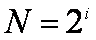 N = 2^i